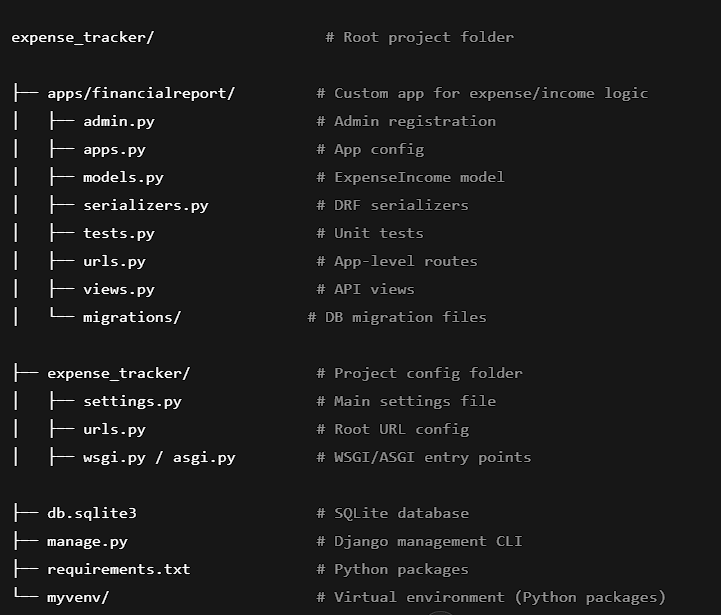 expense_tracker/                   # Root project folder
├── apps/financialreport/         # Custom app for expense/income logic
│   ├── admin.py                  # Admin registration
│   ├── apps.py                   # App config
│   ├── models.py                 # ExpenseIncome model
│   ├── serializers.py            # DRF serializers
│   ├── tests.py                  # Unit tests
│   ├── urls.py                   # App-level routes
│   ├── views.py                  # API views
│   └── migrations/              # DB migration files
├── expense_tracker/              # Project config folder
│   ├── settings.py               # Main settings file
│   ├── urls.py                   # Root URL config
│   ├── wsgi.py / asgi.py         # WSGI/ASGI entry points
├── db.sqlite3                    # SQLite database
├── manage.py                     # Django management CLI
├── requirements.txt              # Python packages
└── myvenv/                       # Virtual environment (Python packages)